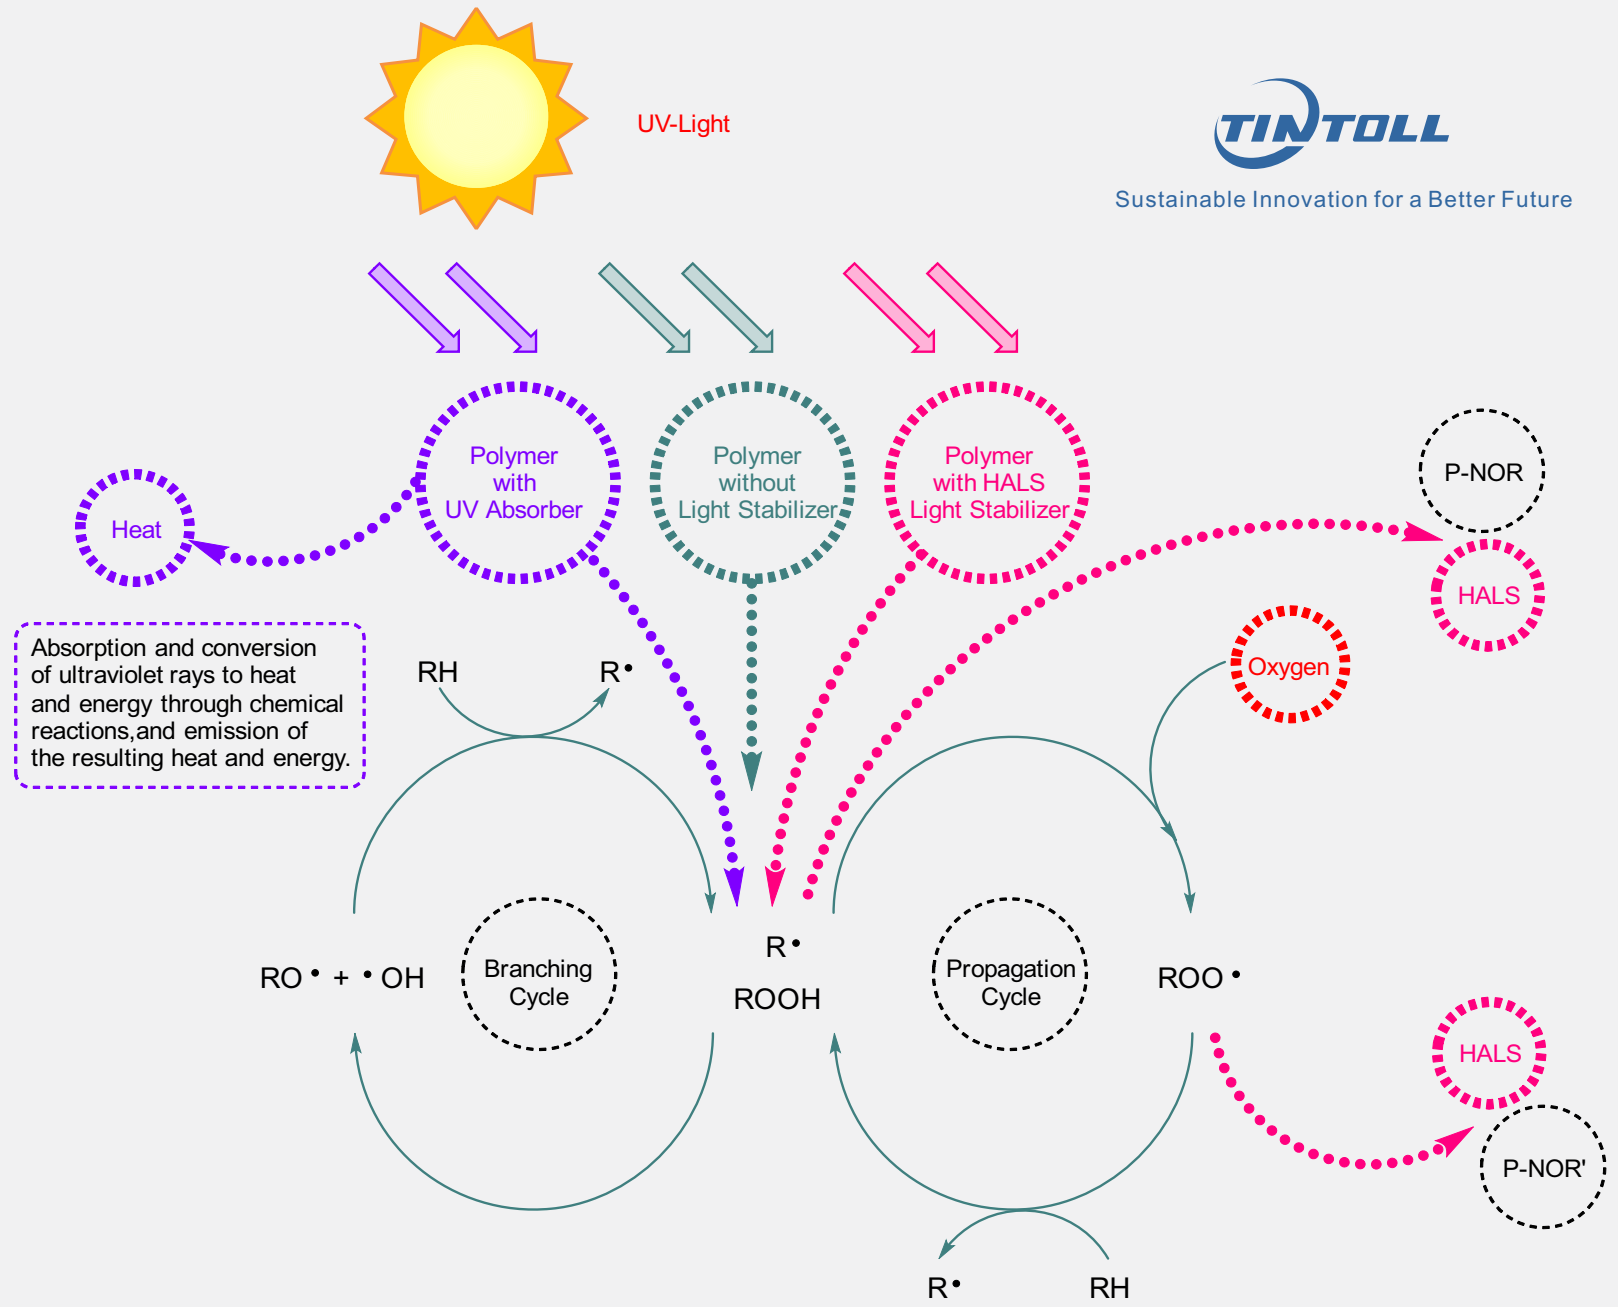 UV-Light
TINTOLL
Sustainable Innovation for a Better Future
Polymer
with
UV Absorber
Polymer
without
Light Stabilizer
Polymer
with HALS
Light Stabilizer
P-NOR
HALS
Heat
Oxygen
Absorption and conversion
of ultraviolet rays to heat
and energy through chemical
reactions,and emission of
the resulting heat and energy.
RH
R•
RO• + •OH
Branching
Cycle
R•
ROOH
Propagation
Cycle
ROO•
HALS
P-NOR'
R•
RH